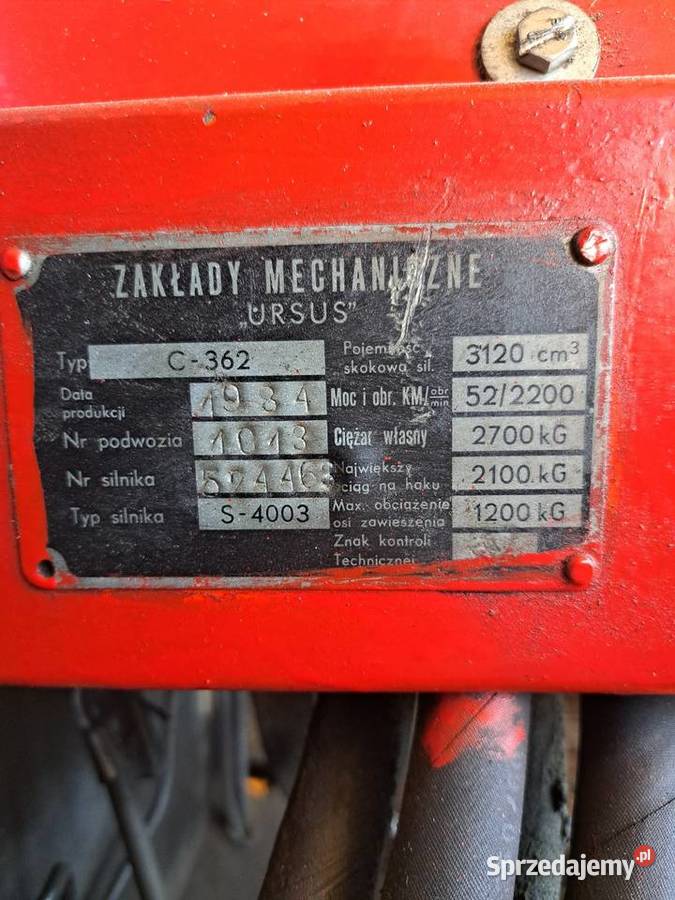 ZAKŁADY MECHANICZNE
„URSUS”
Typ C-362
Data produkcji 1984
Nr podwozia 1013
Nr silnika
Typ silnika S-4003
Pojemność skokowa sil. 3120 cm³
Moc i obr. KM/obr/min 52/2200
Ciężar własny 2700 kG
Największy uciąg na haku 2100 kG
Max. obciążenie osi zawieszenia 1200 kG
Znak kontroli Technicznej
Sprzedajemy.pl